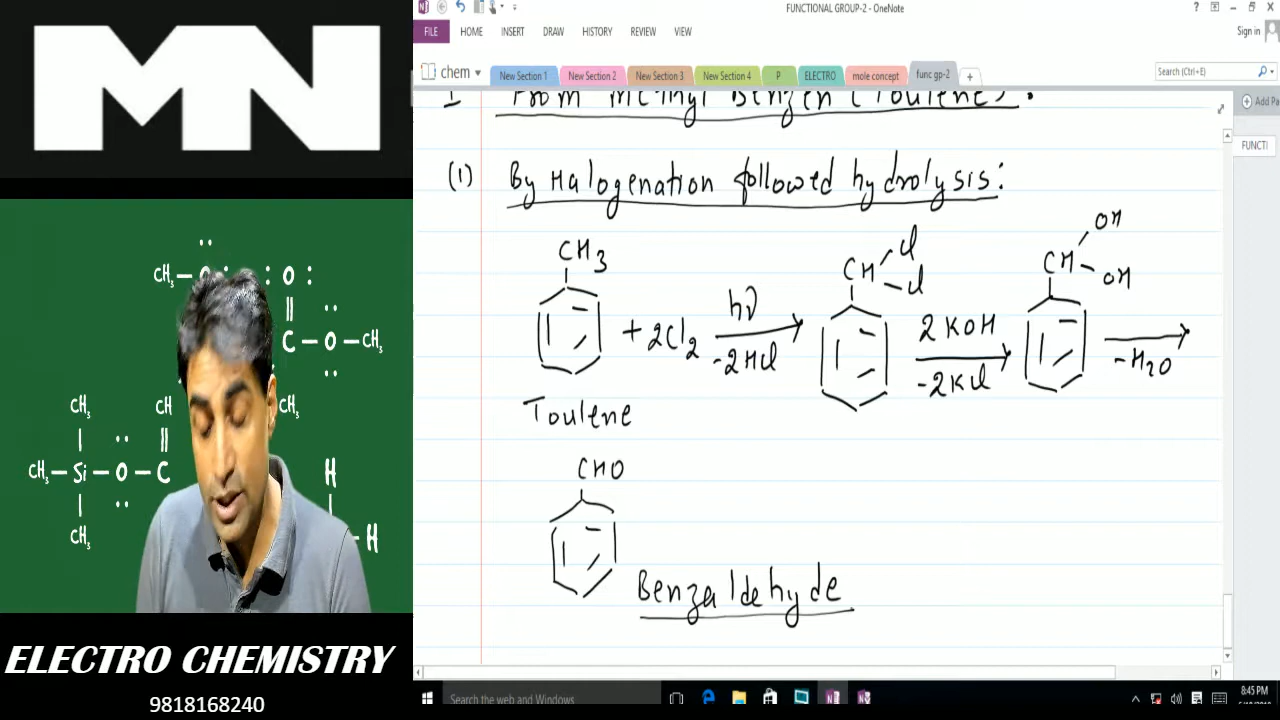 MN
FUNCTIONAL GROUP-2 - OneNote
FILE HOME INSERT DRAW HISTORY REVIEW VIEW
Sign in
chem New Section 1 New Section 2 New Section 3 New Section 4 P ELECTRO mole concept func gp-2 +
Search (Ctrl+E)
Add Pa
FUNCTI
I From Methyl Benzen (Toulene):
(1) By Halogenation followed hydrolysis:
CH3 + 2Cl2 hν -2HCl CH Cl Cl 2KOH -2KCl CH OH OH -H2O
Toulene
CHO
Benzaldehyde
CH3 — O : O :
C — O — CH3
CH3 CH CH3
CH3 — Si — O — C H
CH3 H
ELECTRO CHEMISTRY
9818168240
Search the web and Windows
8:45 PM